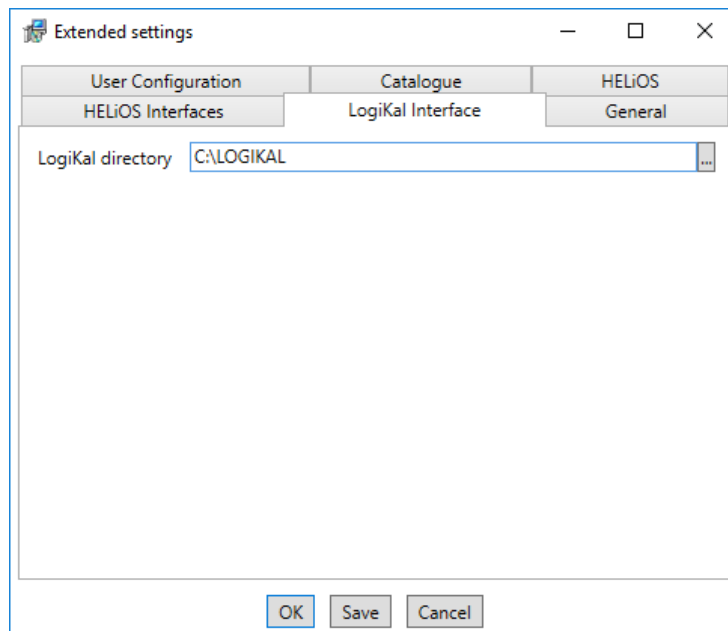 Extended settings
User Configuration Catalogue HELiOS
HELiOS Interfaces LogiKal Interface General
LogiKal directory C:\LOGIKAL ...
OK Save Cancel